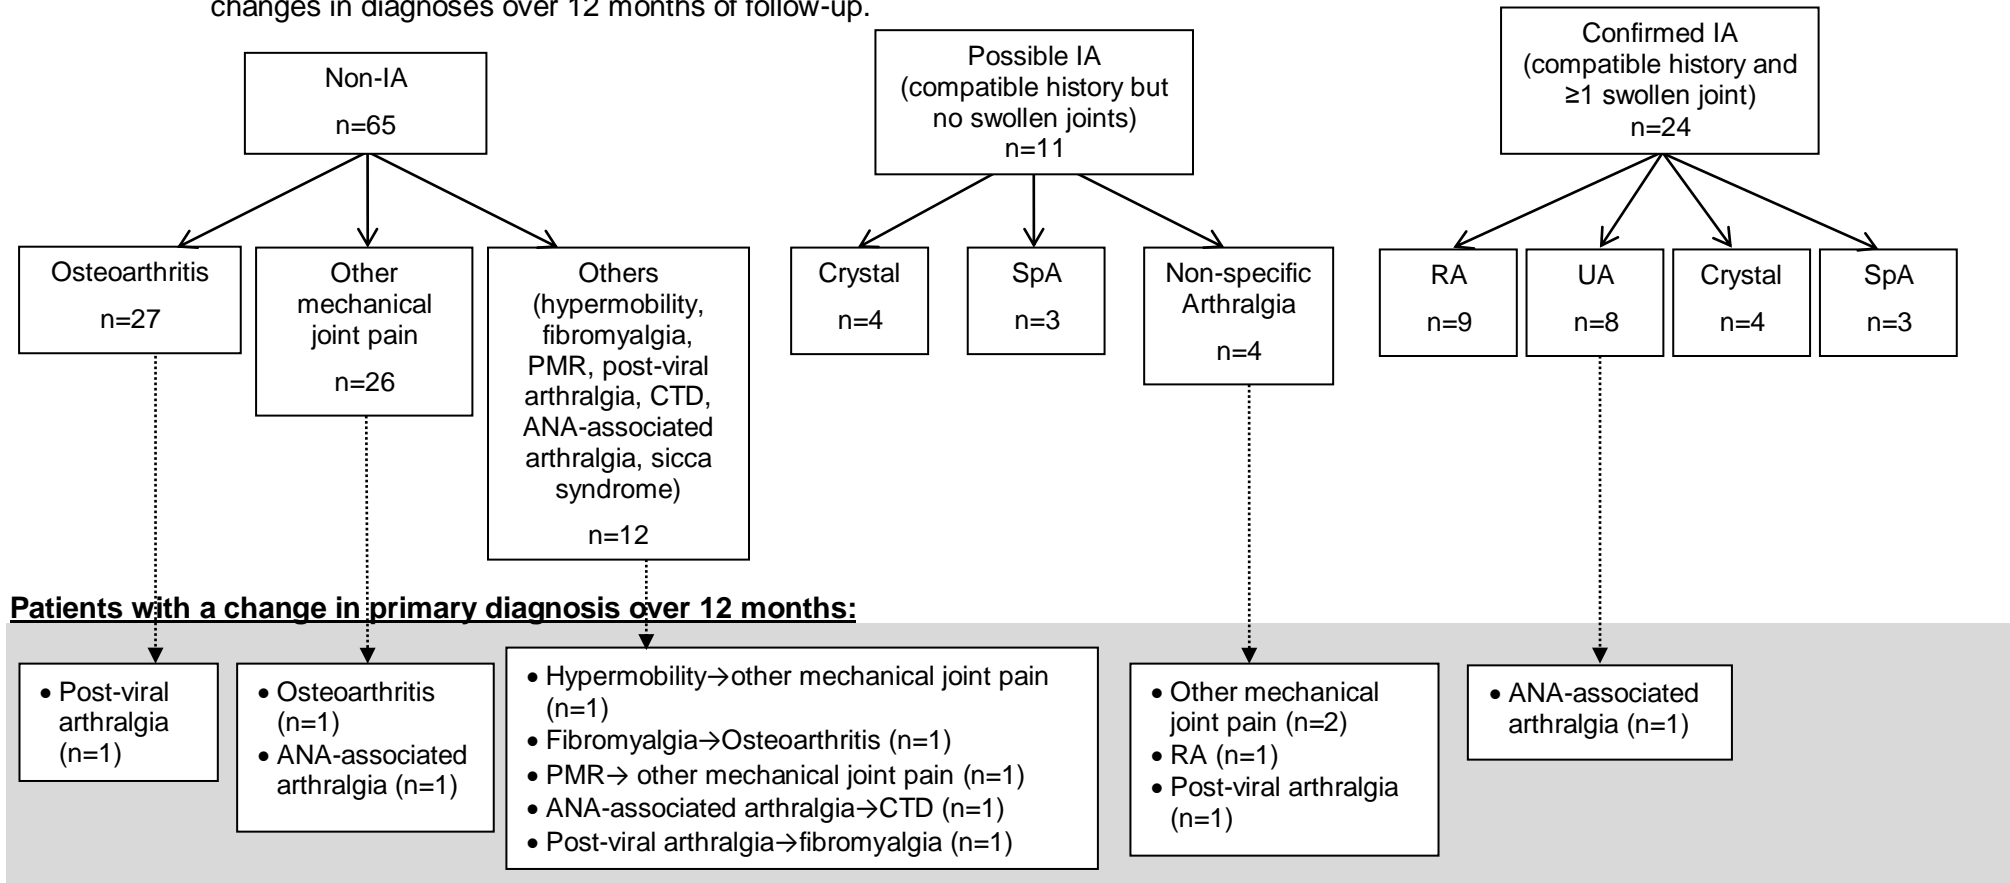 changes in diagnoses over 12 months of follow-up.
Non-IA
n=65
Possible IA
(compatible history but
no swollen joints)
n=11
Confirmed IA
(compatible history and
≥1 swollen joint)
n=24
Osteoarthritis
n=27
Other
mechanical
joint pain
n=26
Others
(hypermobility,
fibromyalgia,
PMR, post-viral
arthralgia, CTD,
ANA-associated
arthralgia, sicca
syndrome)
n=12
Crystal
n=4
SpA
n=3
Non-specific
Arthralgia
n=4
RA
n=9
UA
n=8
Crystal
n=4
SpA
n=3
Patients with a change in primary diagnosis over 12 months:
• Post-viral
arthralgia
(n=1)
• Osteoarthritis
(n=1)
• ANA-associated
arthralgia (n=1)
• Hypermobility→other mechanical joint pain
(n=1)
• Fibromyalgia→Osteoarthritis (n=1)
• PMR→ other mechanical joint pain (n=1)
• ANA-associated arthralgia→CTD (n=1)
• Post-viral arthralgia→fibromyalgia (n=1)
• Other mechanical
joint pain (n=2)
• RA (n=1)
• Post-viral arthralgia
(n=1)
• ANA-associated
arthralgia (n=1)